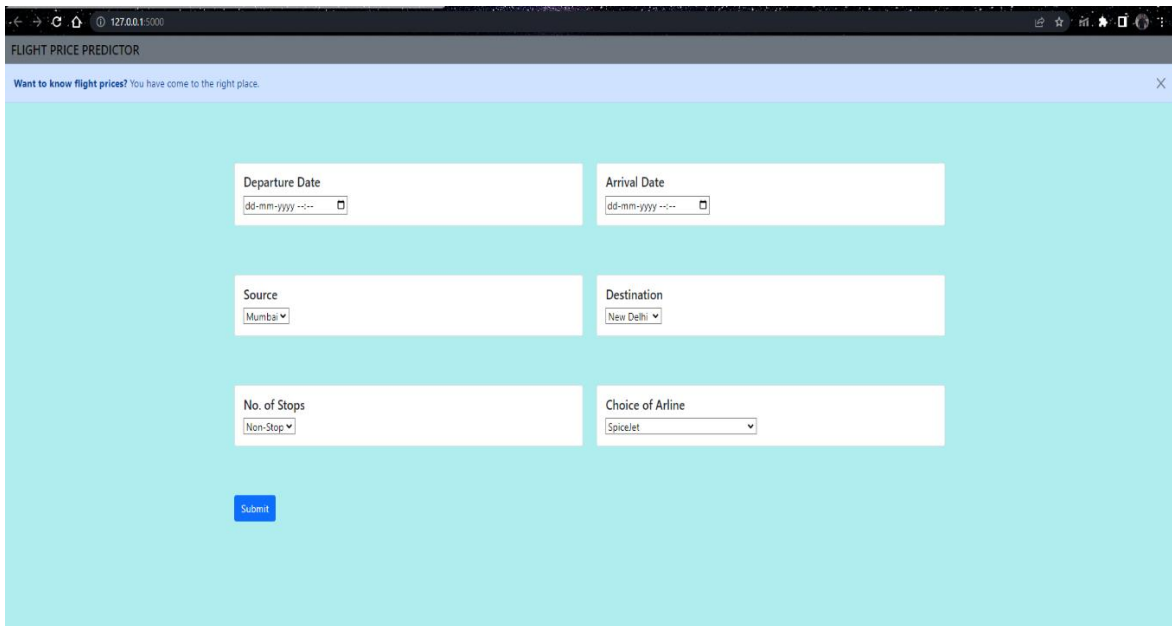 127.0.0.1:5000
FLIGHT PRICE PREDICTOR
Want to know flight prices? You have come to the right place.
Departure Date
dd-mm-yyyy --:--
Arrival Date
dd-mm-yyyy --:--
Source
Mumbai
Destination
New Delhi
No. of Stops
Non-Stop
Choice of Arline
SpiceJet
Submit